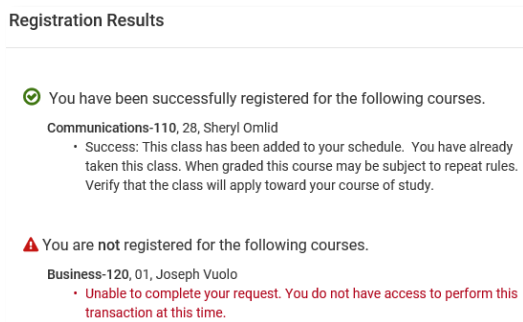 Registration Results
You have been successfully registered for the following courses.
Communications-110, 28, Sheryl Omlid
• Success: This class has been added to your schedule. You have already
taken this class. When graded this course may be subject to repeat rules.
Verify that the class will apply toward your course of study.
You are not registered for the following courses.
Business-120, 01, Joseph Vuolo
• Unable to complete your request. You do not have access to perform this
transaction at this time.